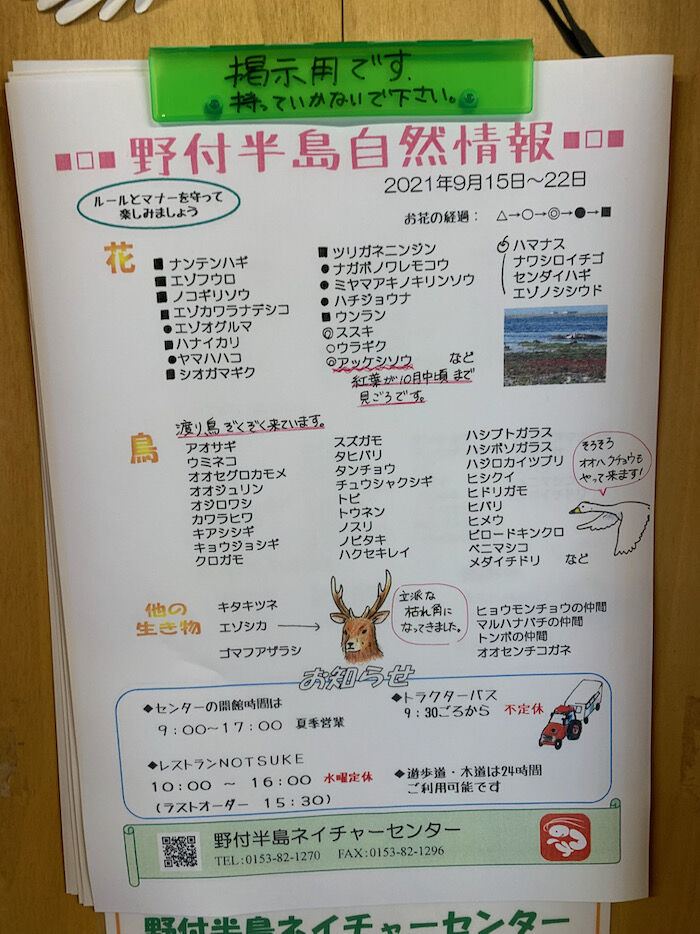 掲示用です.
持っていかないで下さい。
■□■野付半島自然情報■□■
2021年9月15日～22日
ルールとマナーを守って
楽しみましょう
お花の経過： △→○→◎→●→■
花
■ナンテンハギ
■エゾフウロ
■ノコギリソウ
■エゾカワラナデシコ
●エゾオグルマ
■ハナイカリ
●ヤマハハコ
■シオガマギク
■ツリガネニンジン
●ナガボノワレモコウ
●ミヤマアキノキリンソウ
●ハチジョウナ
■ウンラン
◎ススキ
○ウラギク
◎アッケシソウ など
紅葉が10月中頃まで
見ごろです。
ハマナス
ナワシロイチゴ
センダイハギ
エゾノシシウド
鳥
渡り鳥ぞくぞく来ています。
アオサギ
ウミネコ
オオセグロカモメ
オオジュリン
オジロワシ
カワラヒワ
キアシシギ
キョウジョシギ
クロガモ
スズガモ
タヒバリ
タンチョウ
チュウシャクシギ
トビ
トウネン
ノスリ
ノビタキ
ハクセキレイ
ハシブトガラス
ハシボソガラス
ハジロカイツブリ
ヒシクイ
ヒドリガモ
ヒバリ
ヒメウ
ビロードキンクロ
ベニマシコ
メダイチドリ など
そろそろ
オオハクチョウも
やって来ます!
他の
生き物
キタキツネ
エゾシカ →
ゴマフアザラシ
立派な
枯れ角に
なってきました。
ヒョウモンチョウの仲間
マルハナバチの仲間
トンボの仲間
オオセンチコガネ
お知らせ
◆センターの開館時間は
9：00～17：00 夏季営業
◆レストランNOTSUKE
10：00 ～ 16：00 水曜定休
(ラストオーダー 15：30)
◆トラクターバス
9：30ごろから 不定休
◆遊歩道・木道は24時間
ご利用可能です
野付半島ネイチャーセンター
TEL:0153-82-1270 FAX:0153-82-1296
野付半島ネイチャーセンター